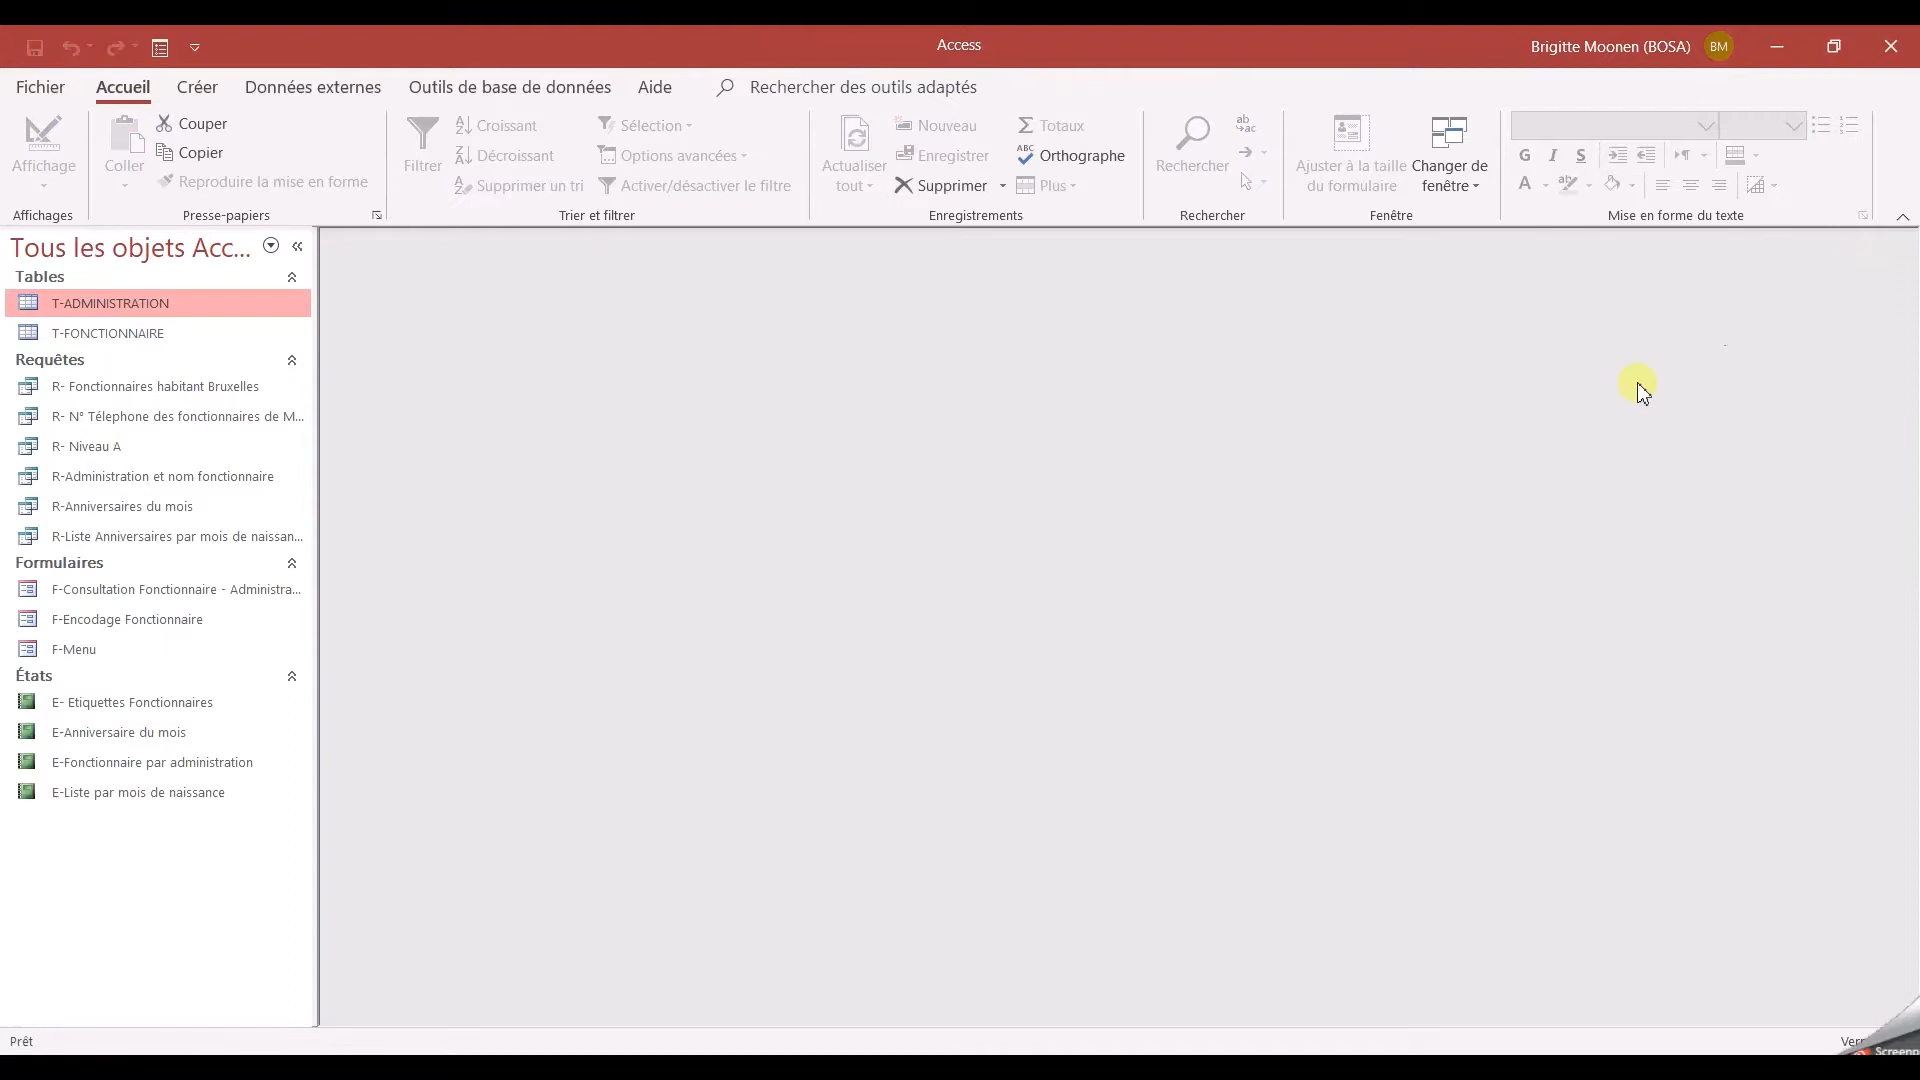 Access
Brigitte Moonen (BOSA) BM
Fichier Accueil Créer Données externes Outils de base de données Aide Rechercher des outils adaptés
Affichage
Affichages
Coller
Couper
Copier
Reproduire la mise en forme
Presse-papiers
Filtrer
Croissant
Décroissant
Supprimer un tri
Sélection
Options avancées
Activer/désactiver le filtre
Trier et filtrer
Actualiser
tout
Nouveau
Enregistrer
Supprimer
Totaux
Orthographe
Plus
Enregistrements
Rechercher
Rechercher
Ajuster à la taille
du formulaire
Changer de
fenêtre
Fenêtre
G I S
A
Mise en forme du texte
Tous les objets Acc...
Tables
T-ADMINISTRATION
T-FONCTIONNAIRE
Requêtes
R- Fonctionnaires habitant Bruxelles
R- N° Télephone des fonctionnaires de M...
R- Niveau A
R-Administration et nom fonctionnaire
R-Anniversaires du mois
R-Liste Anniversaires par mois de naissan...
Formulaires
F-Consultation Fonctionnaire - Administra...
F-Encodage Fonctionnaire
F-Menu
États
E- Etiquettes Fonctionnaires
E-Anniversaire du mois
E-Fonctionnaire par administration
E-Liste par mois de naissance
Prêt